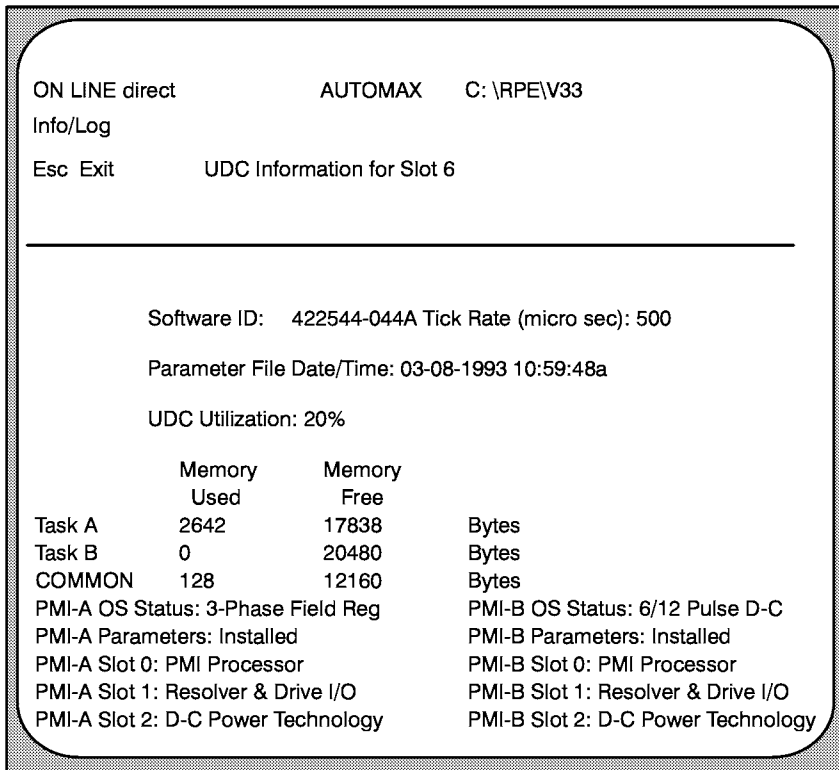 ON LINE direct AUTOMAX C: \RPE\V33
Info/Log
Esc Exit UDC Information for Slot 6
Software ID: 422544-044A Tick Rate (micro sec): 500
Parameter File Date/Time: 03-08-1993 10:59:48a
UDC Utilization: 20%
Memory Memory
Used Free
Task A 2642 17838 Bytes
Task B 0 20480 Bytes
COMMON 128 12160 Bytes
PMI-A OS Status: 3-Phase Field Reg PMI-B OS Status: 6/12 Pulse D-C
PMI-A Parameters: Installed PMI-B Parameters: Installed
PMI-A Slot 0: PMI Processor PMI-B Slot 0: PMI Processor
PMI-A Slot 1: Resolver & Drive I/O PMI-B Slot 1: Resolver & Drive I/O
PMI-A Slot 2: D-C Power Technology PMI-B Slot 2: D-C Power Technology